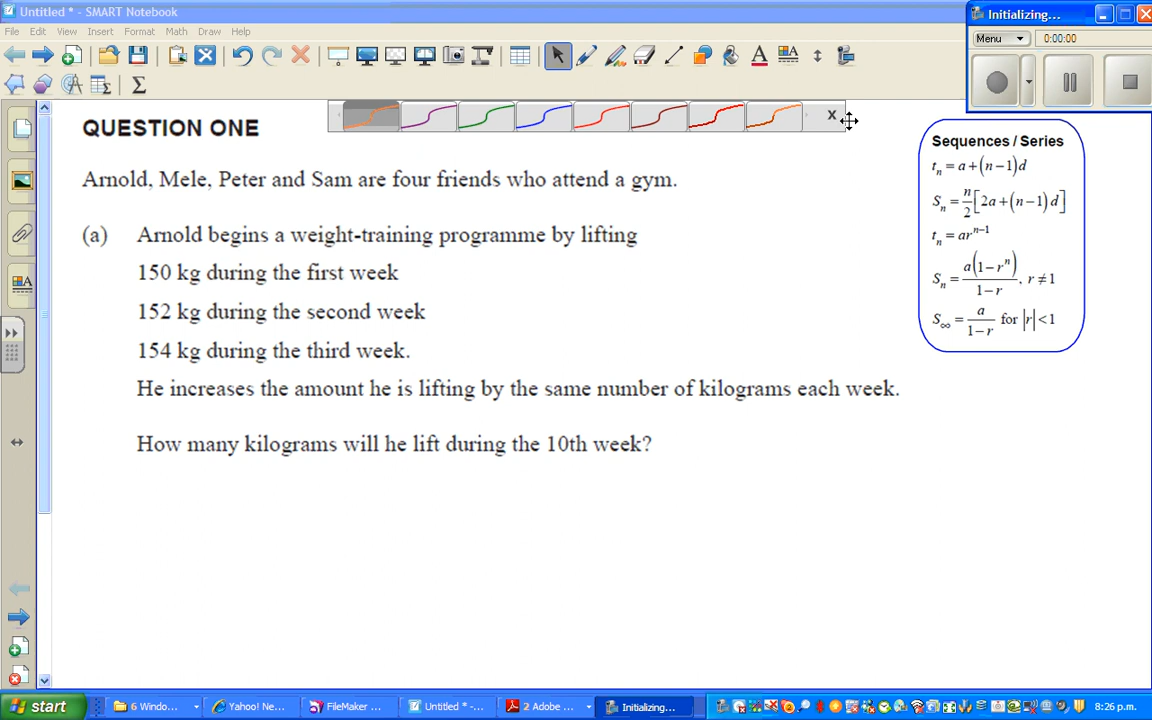 Untitled * - SMART Notebook
File Edit View Insert Format Math Draw Help
Initializing...
Menu 0:00:00
x
QUESTION ONE
Arnold, Mele, Peter and Sam are four friends who attend a gym.
(a) Arnold begins a weight-training programme by lifting
150 kg during the first week
152 kg during the second week
154 kg during the third week.
He increases the amount he is lifting by the same number of kilograms each week.
How many kilograms will he lift during the 10th week?
Sequences / Series
tₙ = a+(n−1)d
Sₙ = n/2[2a+(n−1)d]
tₙ = arⁿ⁻¹
Sₙ = a(1−rⁿ)/1−r, r≠1
S∞ = a/1−r for |r|<1
start 6 Windo... Yahoo! Ne... FileMaker ... Untitled * -... 2 Adobe ... Initializing... 8:26 p.m.